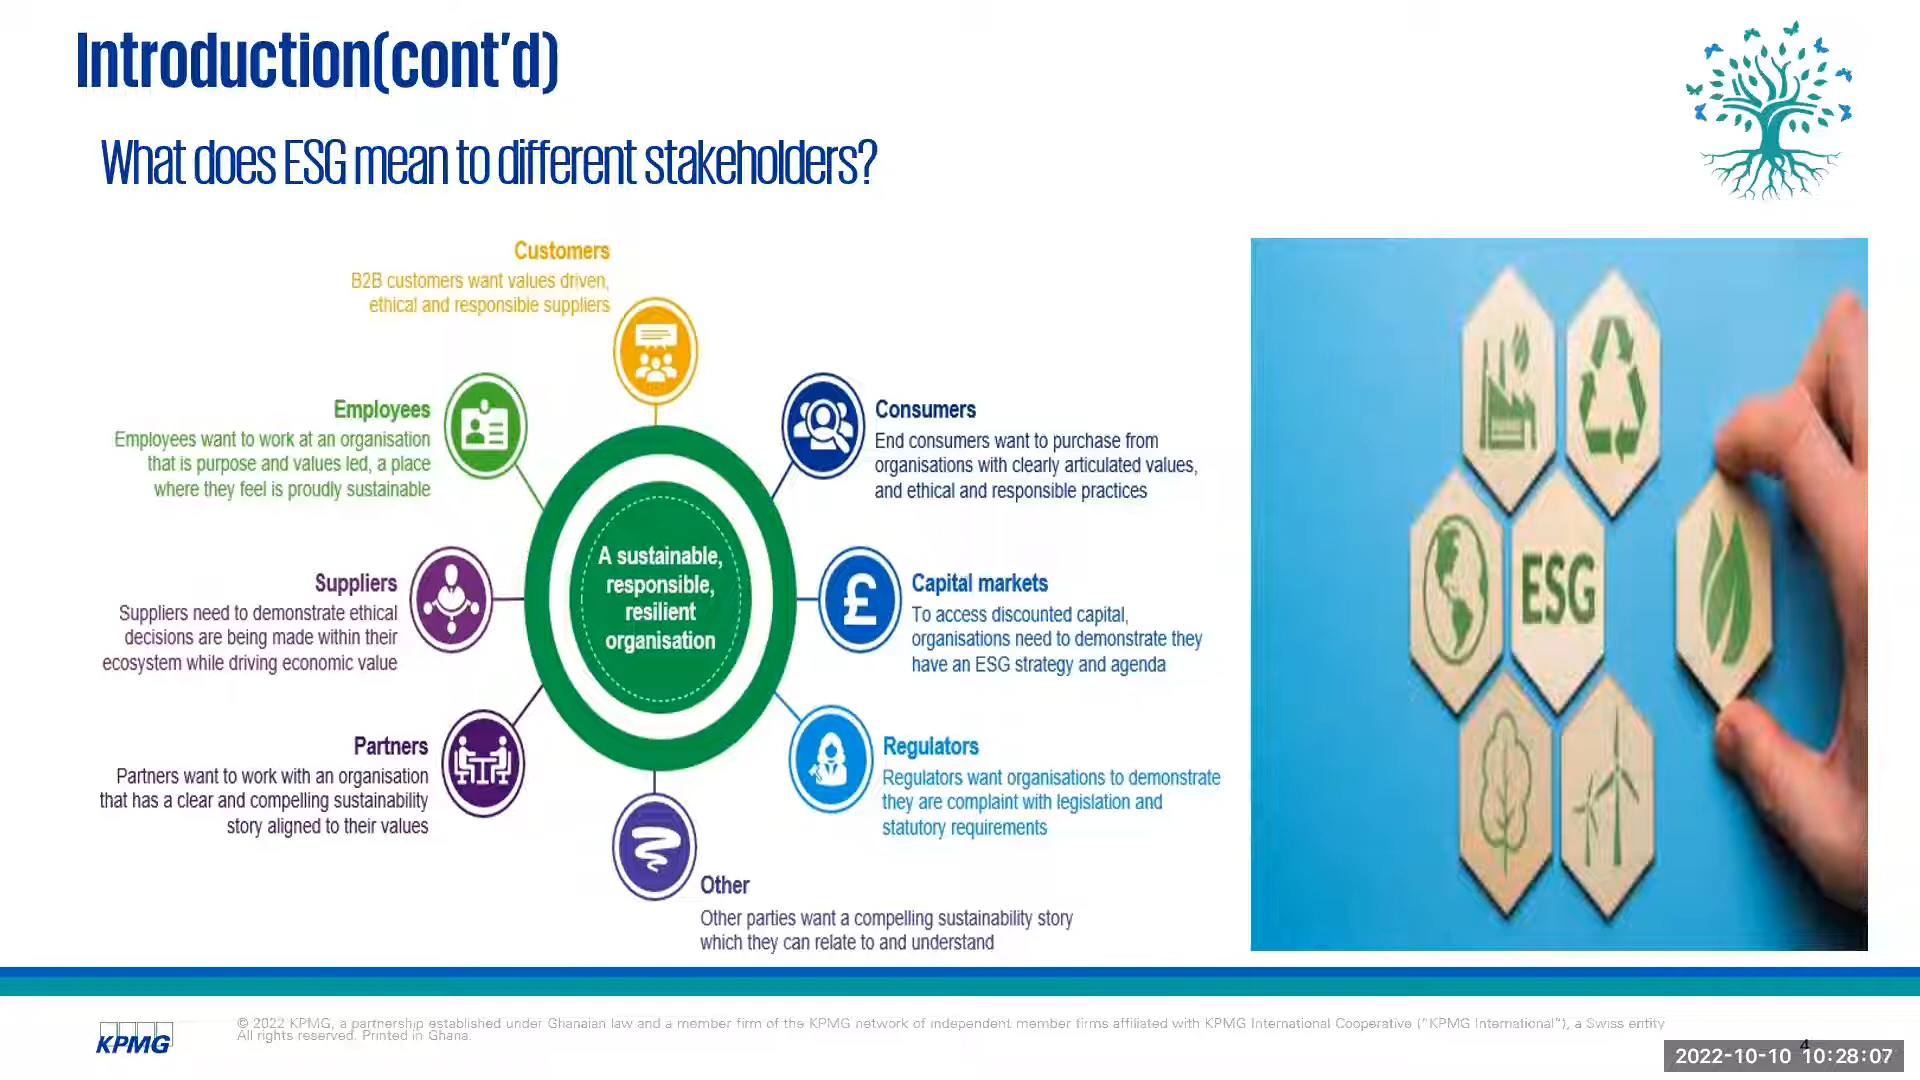 Introduction(cont'd)
What does ESG mean to different stakeholders?
Customers
B2B customers want values driven,
ethical and responsible suppliers
Employees
Employees want to work at an organisation
that is purpose and values led, a place
where they feel is proudly sustainable
Suppliers
Suppliers need to demonstrate ethical
decisions are being made within their
ecosystem while driving economic value
Partners
Partners want to work with an organisation
that has a clear and compelling sustainability
story aligned to their values
A sustainable,
responsible,
resilient
organisation
Consumers
End consumers want to purchase from
organisations with clearly articulated values,
and ethical and responsible practices
£
Capital markets
To access discounted capital,
organisations need to demonstrate they
have an ESG strategy and agenda
Regulators
Regulators want organisations to demonstrate
they are complaint with legislation and
statutory requirements
Other
Other parties want a compelling sustainability story
which they can relate to and understand
ESG
KPMG
© 2022 KPMG, a partnership established under Ghanaian law and a member firm of the KPMG network of independent member firms affiliated with KPMG International Cooperative ("KPMG International"), a Swiss entity
All rights reserved. Printed in Ghana.
4
2022-10-10 10:28:07